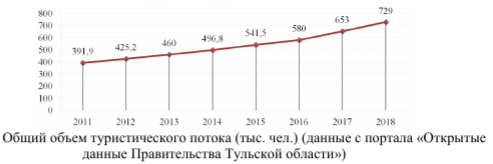 800
700
600
500
400
300
200
100
0
391,9 425,2 460 496,8 541,5 580 653 729
2011 2012 2013 2014 2015 2016 2017 2018
Общий объем туристического потока (тыс. чел.) (данные с портала «Открытые
данные Правительства Тульской области»)